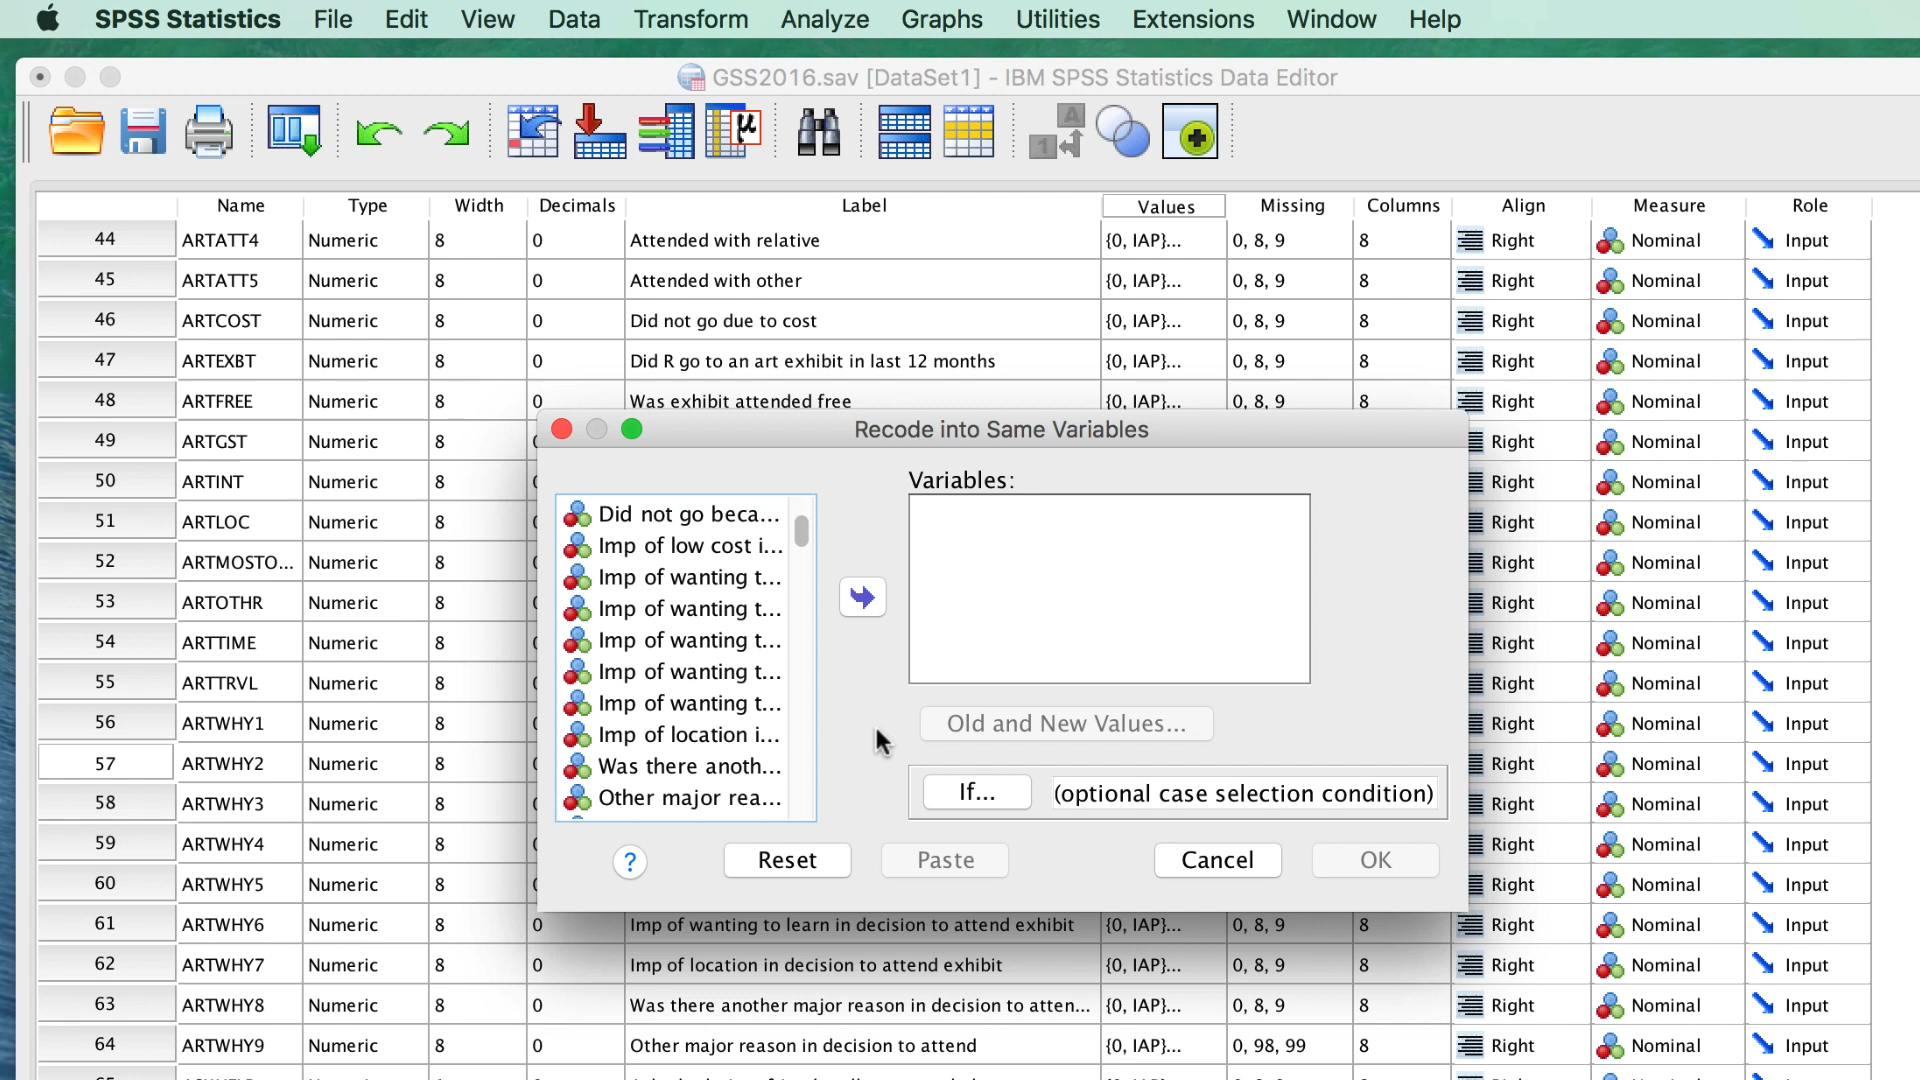 SPSS Statistics File Edit View Data Transform Analyze Graphs Utilities Extensions Window Help
GSS2016.sav [DataSet1] - IBM SPSS Statistics Data Editor
Name Type Width Decimals Label Values Missing Columns Align Measure Role
44 ARTATT4 Numeric 8 0 Attended with relative {0, IAP}... 0, 8, 9 8 Right Nominal Input
45 ARTATT5 Numeric 8 0 Attended with other {0, IAP}... 0, 8, 9 8 Right Nominal Input
46 ARTCOST Numeric 8 0 Did not go due to cost {0, IAP}... 0, 8, 9 8 Right Nominal Input
47 ARTEXBT Numeric 8 0 Did R go to an art exhibit in last 12 months {0, IAP}... 0, 8, 9 8 Right Nominal Input
48 ARTFREE Numeric 8 0 Was exhibit attended free {0, IAP}... 0, 8, 9 8 Right Nominal Input
49 ARTGST Numeric 8 Right Nominal Input
50 ARTINT Numeric 8 Right Nominal Input
51 ARTLOC Numeric 8 Right Nominal Input
52 ARTMOSTO... Numeric 8 Right Nominal Input
53 ARTOTHR Numeric 8 Right Nominal Input
54 ARTTIME Numeric 8 Right Nominal Input
55 ARTTRVL Numeric 8 Right Nominal Input
56 ARTWHY1 Numeric 8 Right Nominal Input
57 ARTWHY2 Numeric 8 Right Nominal Input
58 ARTWHY3 Numeric 8 Right Nominal Input
59 ARTWHY4 Numeric 8 Right Nominal Input
60 ARTWHY5 Numeric 8 Right Nominal Input
61 ARTWHY6 Numeric 8 0 Imp of wanting to learn in decision to attend exhibit {0, IAP}... 0, 8, 9 8 Right Nominal Input
62 ARTWHY7 Numeric 8 0 Imp of location in decision to attend exhibit {0, IAP}... 0, 8, 9 8 Right Nominal Input
63 ARTWHY8 Numeric 8 0 Was there another major reason in decision to atten... {0, IAP}... 0, 8, 9 8 Right Nominal Input
64 ARTWHY9 Numeric 8 0 Other major reason in decision to attend {0, IAP}... 0, 98, 99 8 Right Nominal Input
Recode into Same Variables
Variables:
Did not go beca...
Imp of low cost i...
Imp of wanting t...
Imp of wanting t...
Imp of wanting t...
Imp of wanting t...
Imp of wanting t...
Imp of location i...
Was there anoth...
Other major rea...
Old and New Values...
If... (optional case selection condition)
? Reset Paste Cancel OK